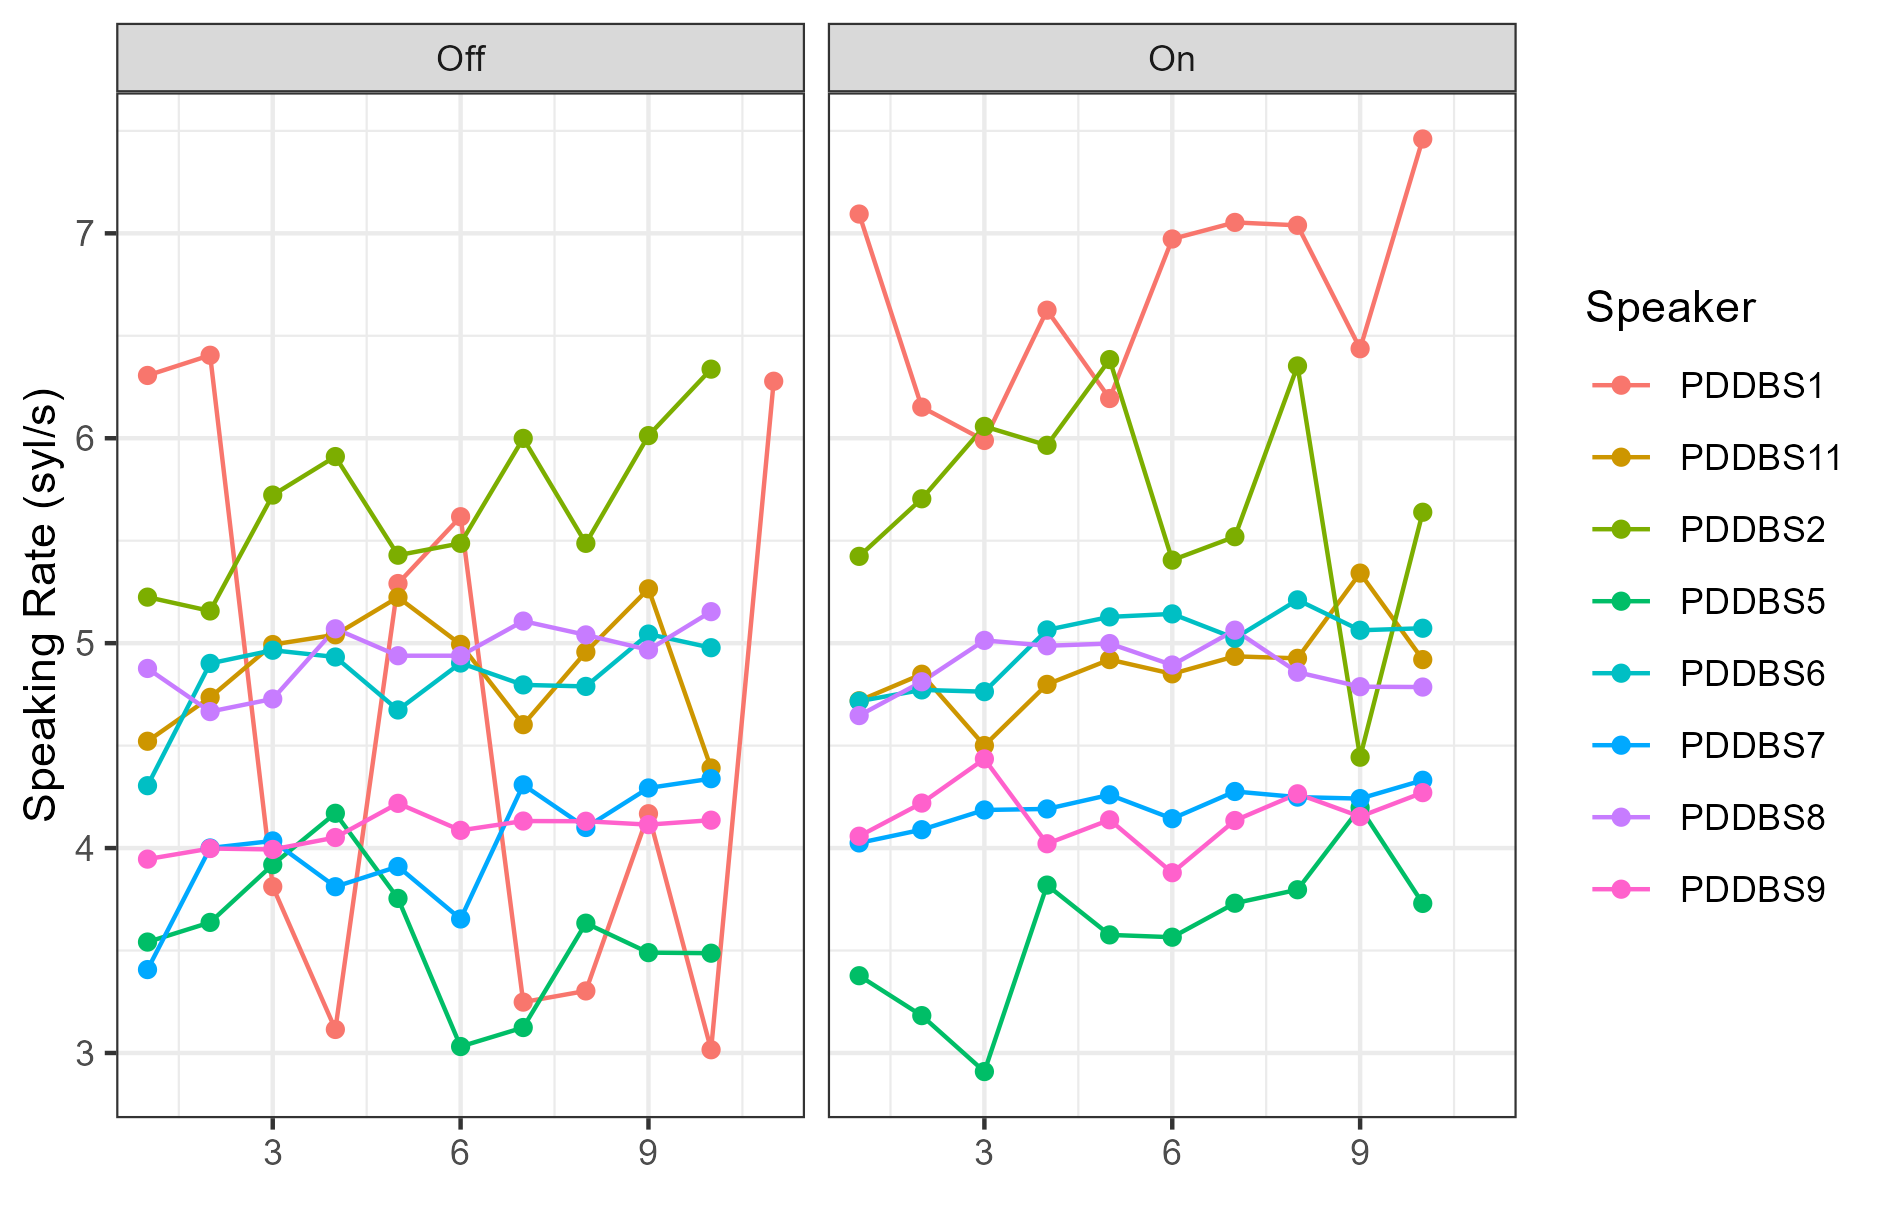 Off
On
Speaking Rate (syl/s)
7
6
5
4
3
3
6
9
3
6
9
Speaker
PDDBS1
PDDBS11
PDDBS2
PDDBS5
PDDBS6
PDDBS7
PDDBS8
PDDBS9